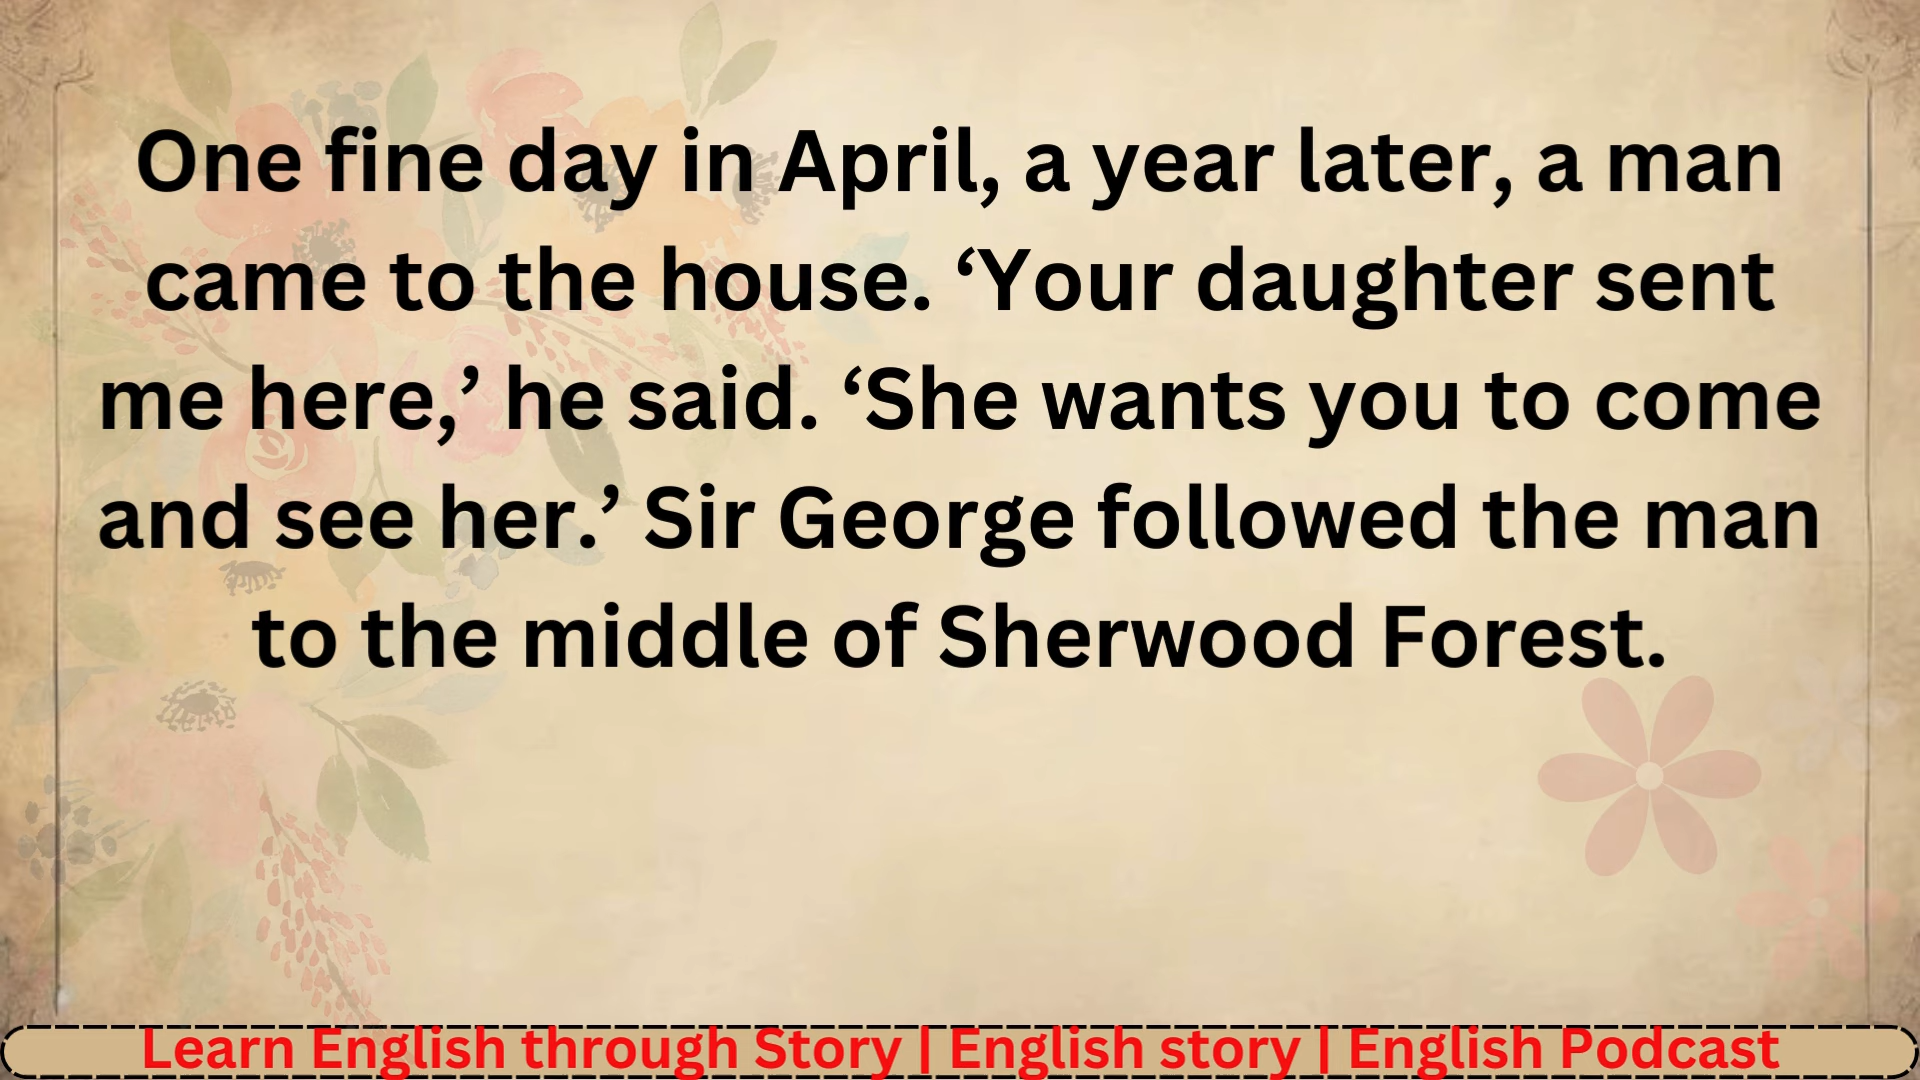 One fine day in April, a year later, a man
came to the house. ‘Your daughter sent
me here,’ he said. ‘She wants you to come
and see her.’ Sir George followed the man
to the middle of Sherwood Forest.
Learn English through Story | English story | English Podcast